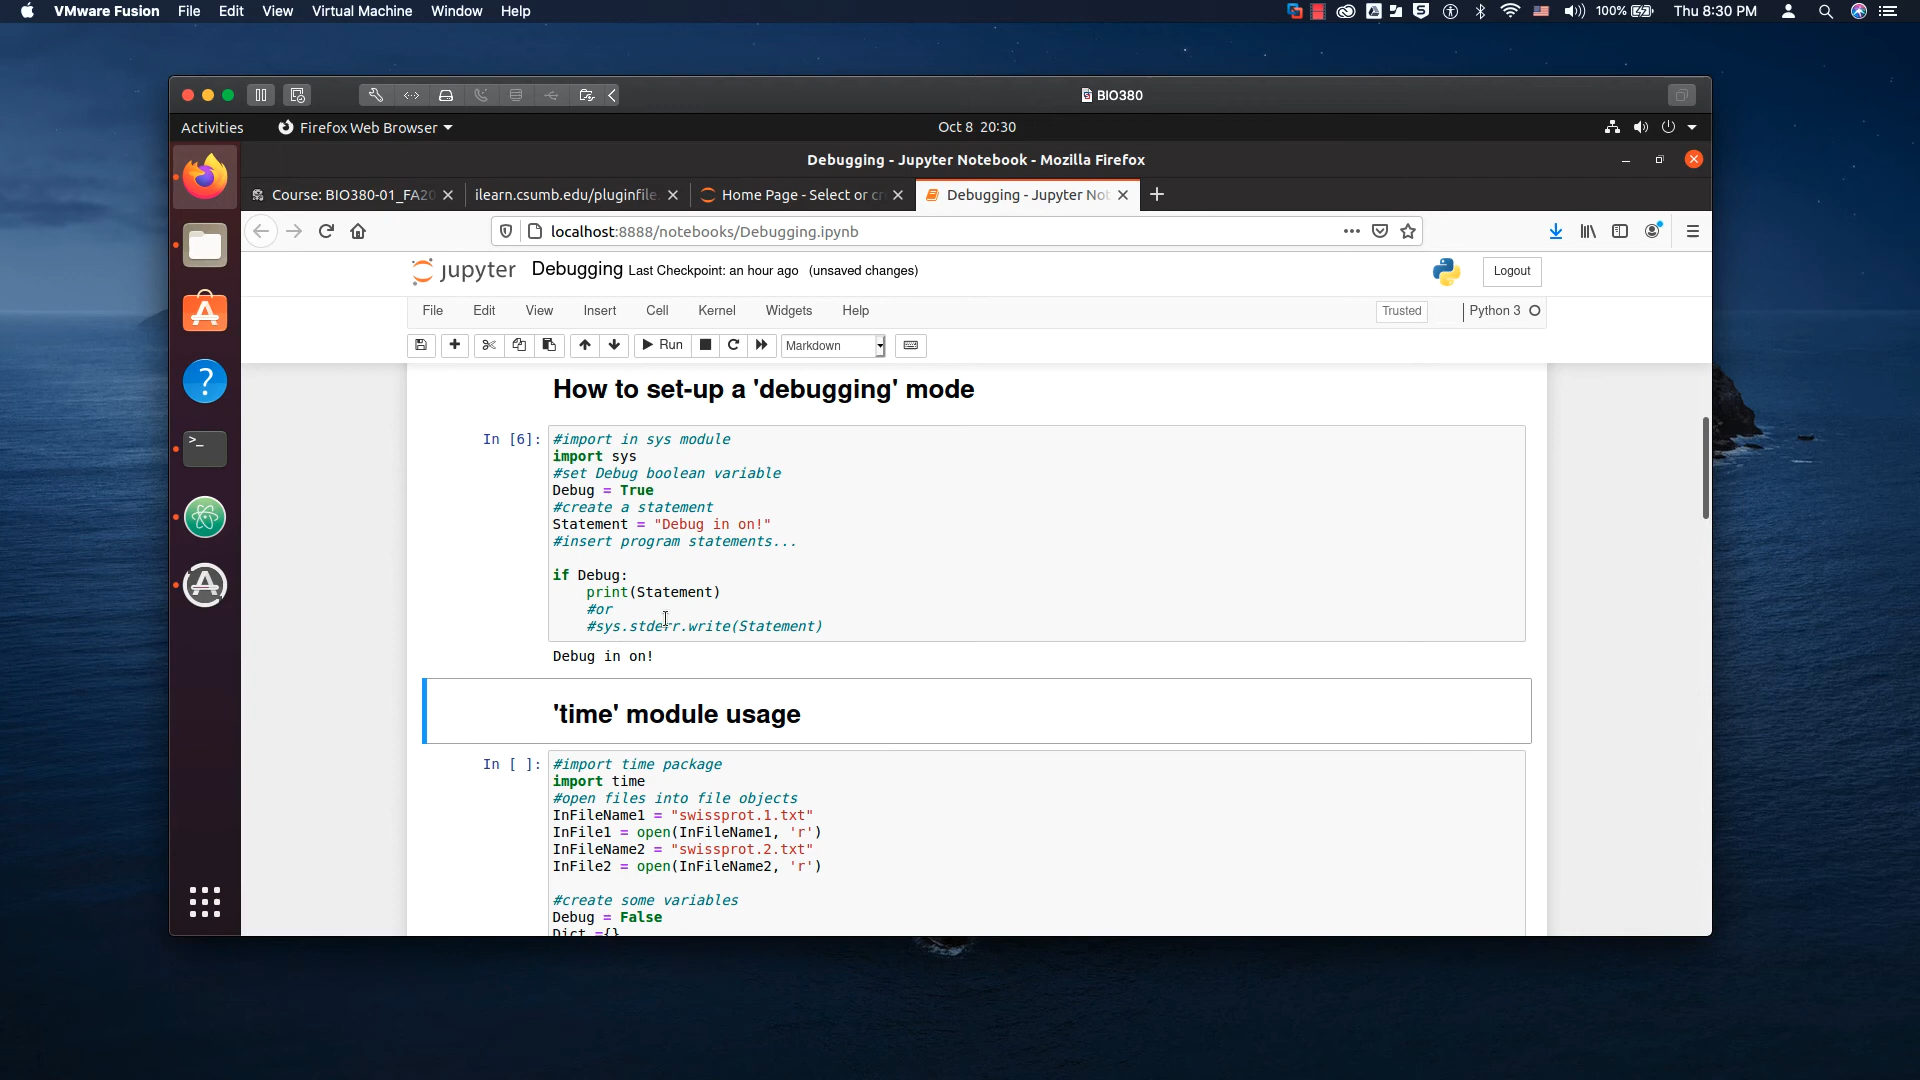 VMware Fusion File Edit View Virtual Machine Window Help 100% Thu 8:30 PM
BIO380
Activities Firefox Web Browser Oct 8 20:30
Debugging - Jupyter Notebook - Mozilla Firefox
Course: BIO380-01_FA20 ilearn.csumb.edu/pluginfile. Home Page - Select or cr Debugging - Jupyter Not
localhost:8888/notebooks/Debugging.ipynb
jupyter Debugging Last Checkpoint: an hour ago (unsaved changes) Logout
File Edit View Insert Cell Kernel Widgets Help Trusted Python 3
Run Markdown
How to set-up a 'debugging' mode
In [6]: #import in sys module
import sys
#set Debug boolean variable
Debug = True
#create a statement
Statement = "Debug in on!"
#insert program statements...
if Debug:
print(Statement)
#or
#sys.stderr.write(Statement)
Debug in on!
'time' module usage
In [ ]: #import time package
import time
#open files into file objects
InFileName1 = "swissprot.1.txt"
InFile1 = open(InFileName1, 'r')
InFileName2 = "swissprot.2.txt"
InFile2 = open(InFileName2, 'r')
#create some variables
Debug = False
Dict ={}